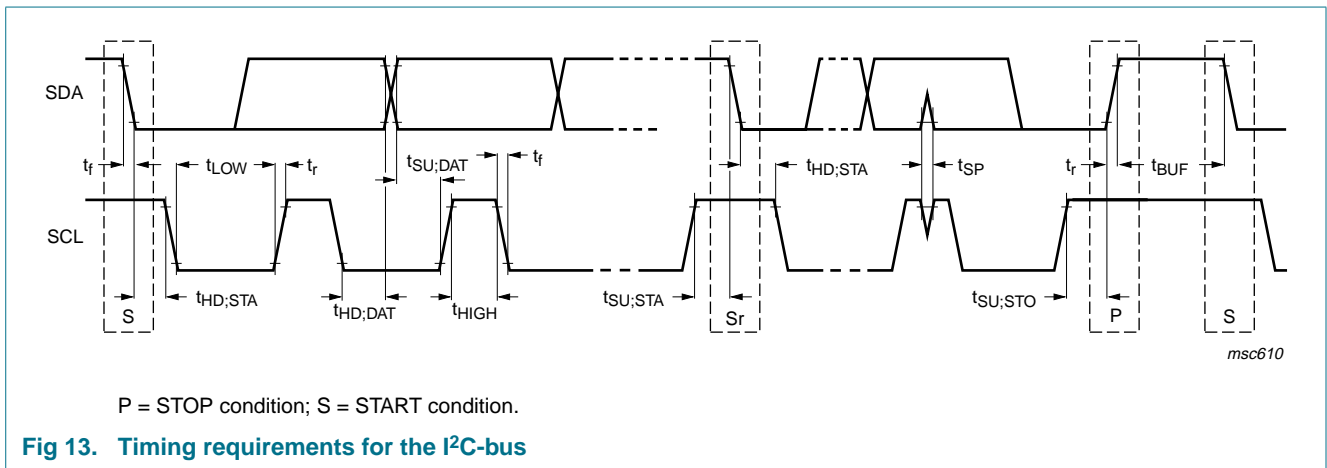 SDA
t_f t_LOW t_r t_SU;DAT t_f t_HD;STA t_SP t_r t_BUF
SCL
t_HD;STA t_HD;DAT t_HIGH t_SU;STA t_SU;STO
S Sr P S
msc610
P = STOP condition; S = START condition.
Fig 13. Timing requirements for the I²C-bus